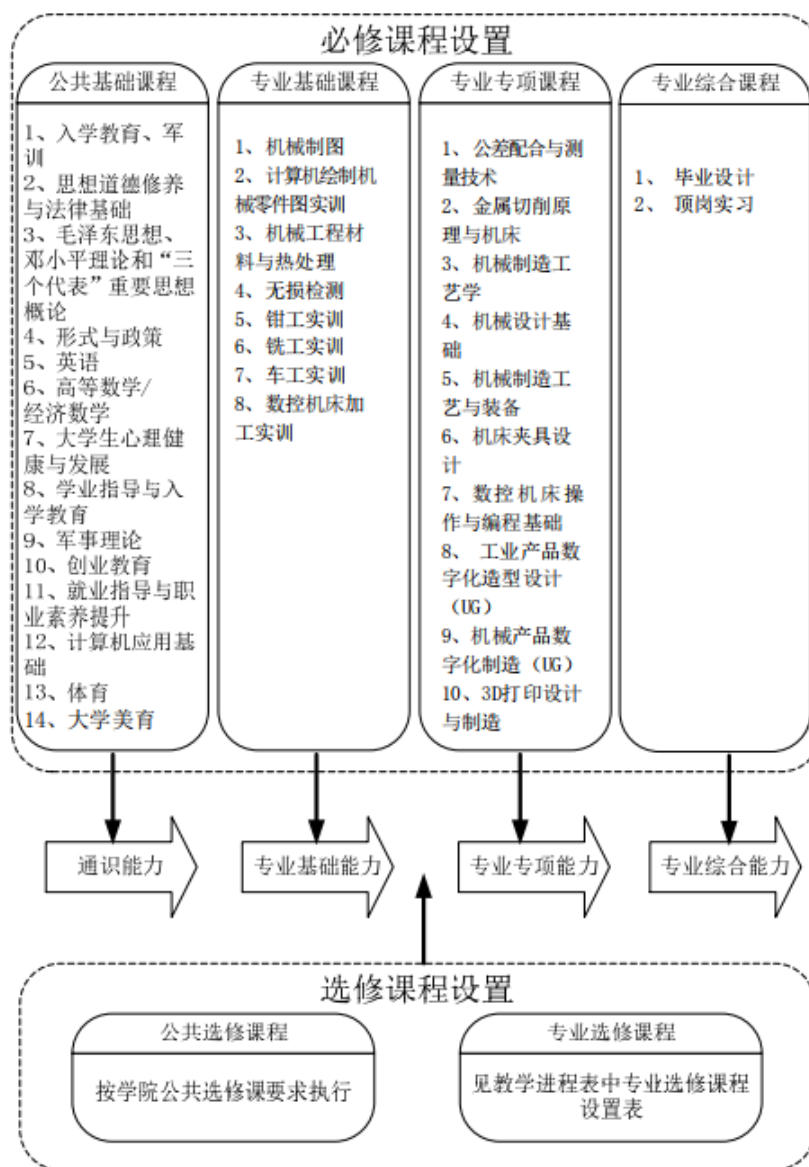 必修课程设置
公共基础课程
1、入学教育、军
训
2、思想道德修养
与法律基础
3、毛泽东思想、
邓小平理论和“三
个代表”重要思想
概论
4、形式与政策
5、英语
6、高等数学/
经济数学
7、大学生心理健
康与发展
8、学业指导与入
学教育
9、军事理论
10、创业教育
11、就业指导与职
业素养提升
12、计算机应用基
础
13、体育
14、大学美育
专业基础课程
1、机械制图
2、计算机绘制机
械零件图实训
3、机械工程材
料与热处理
4、无损检测
5、钳工实训
6、铣工实训
7、车工实训
8、数控机床加
工实训
专业专项课程
1、公差配合与测
量技术
2、金属切削原
理与机床
3、机械制造工
艺学
4、机械设计基
础
5、机械制造工
艺与装备
6、机床夹具设
计
7、数控机床操
作与编程基础
8、工业产品数
字化造型设计
（UG）
9、机械产品数
字化制造（UG）
10、3D打印设计
与制造
专业综合课程
1、毕业设计
2、顶岗实习
通识能力
专业基础能力
专业专项能力
专业综合能力
选修课程设置
公共选修课程
按学院公共选修课要求执行
专业选修课程
见教学进程表中专业选修课程
设置表